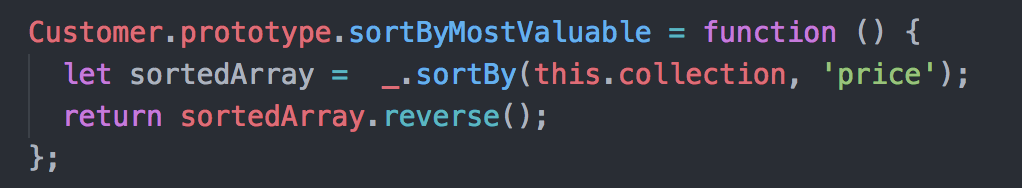 Customer.prototype.sortByMostValuable = function () {
  let sortedArray =  _.sortBy(this.collection, 'price');
  return sortedArray.reverse();
};